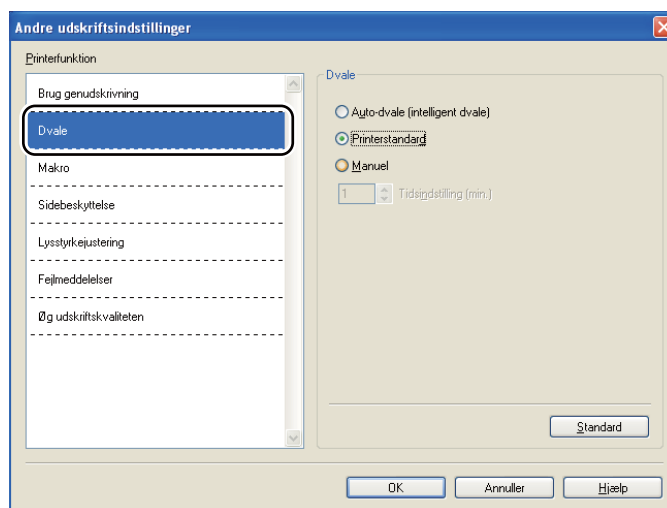 Andre udskriftsindstillinger
Printerfunktion
Brug genudskrivning
Dvale
Makro
Sidebeskyttelse
Lysstyrkejustering
Fejlmeddelelser
Øg udskriftskvaliteten
Dvale
Auto-dvale (intelligent dvale)
Printerstandard
Manuel
1 Tidsindstilling (min.)
Standard
OK Annuller Hjælp